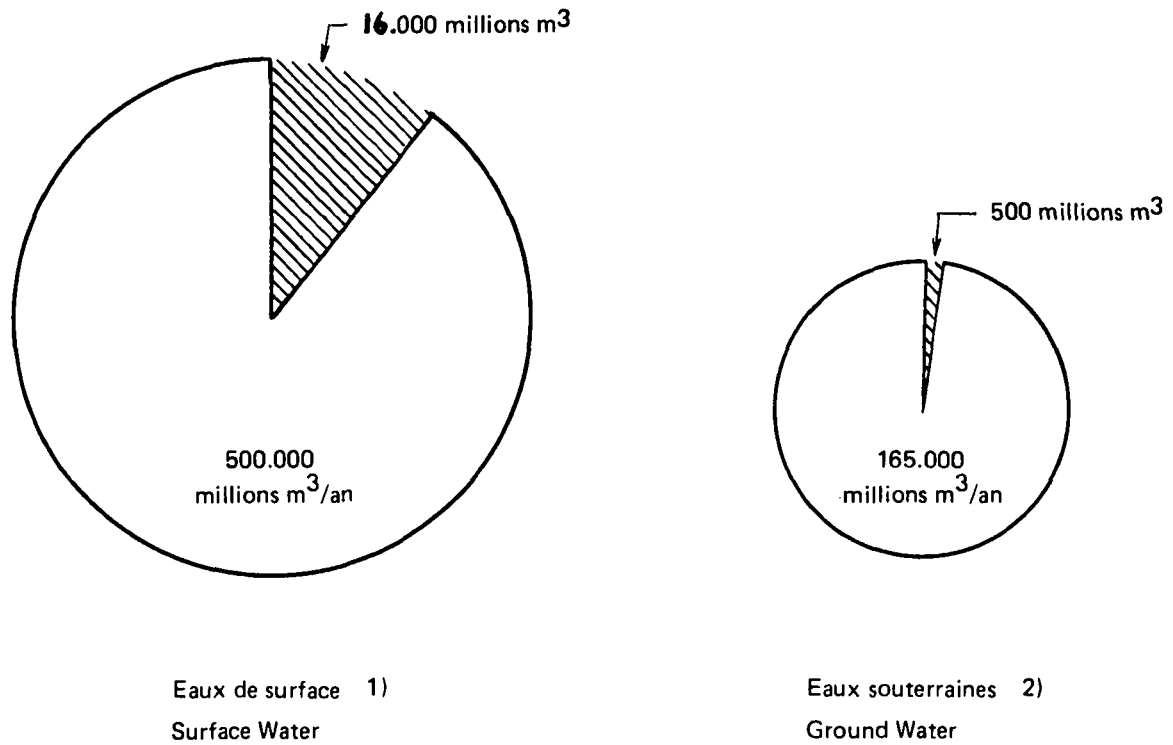 16.000 millions m³
500.000
millions m³/an
Eaux de surface 1)
Surface Water
500 millions m³
165.000
millions m³/an
Eaux souterraines 2)
Ground Water